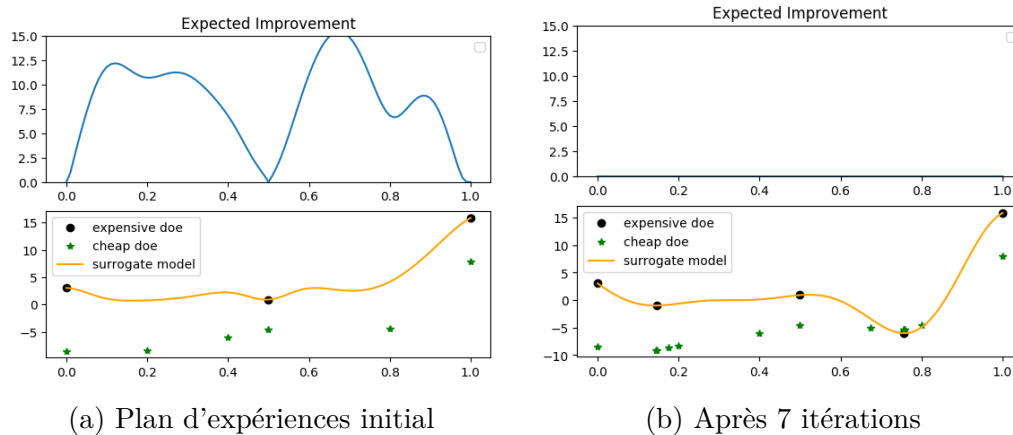 Expected Improvement
15.0
12.5
10.0
7.5
5.0
2.5
0.0
0.0 0.2 0.4 0.6 0.8 1.0
15
10
5
0
−5
expensive doe
cheap doe
surrogate model
0.0 0.2 0.4 0.6 0.8 1.0
(a) Plan d'expériences initial
Expected Improvement
15.0
12.5
10.0
7.5
5.0
2.5
0.0
0.0 0.2 0.4 0.6 0.8 1.0
15
10
5
0
−5
−10
expensive doe
cheap doe
surrogate model
0.0 0.2 0.4 0.6 0.8 1.0
(b) Après 7 itérations